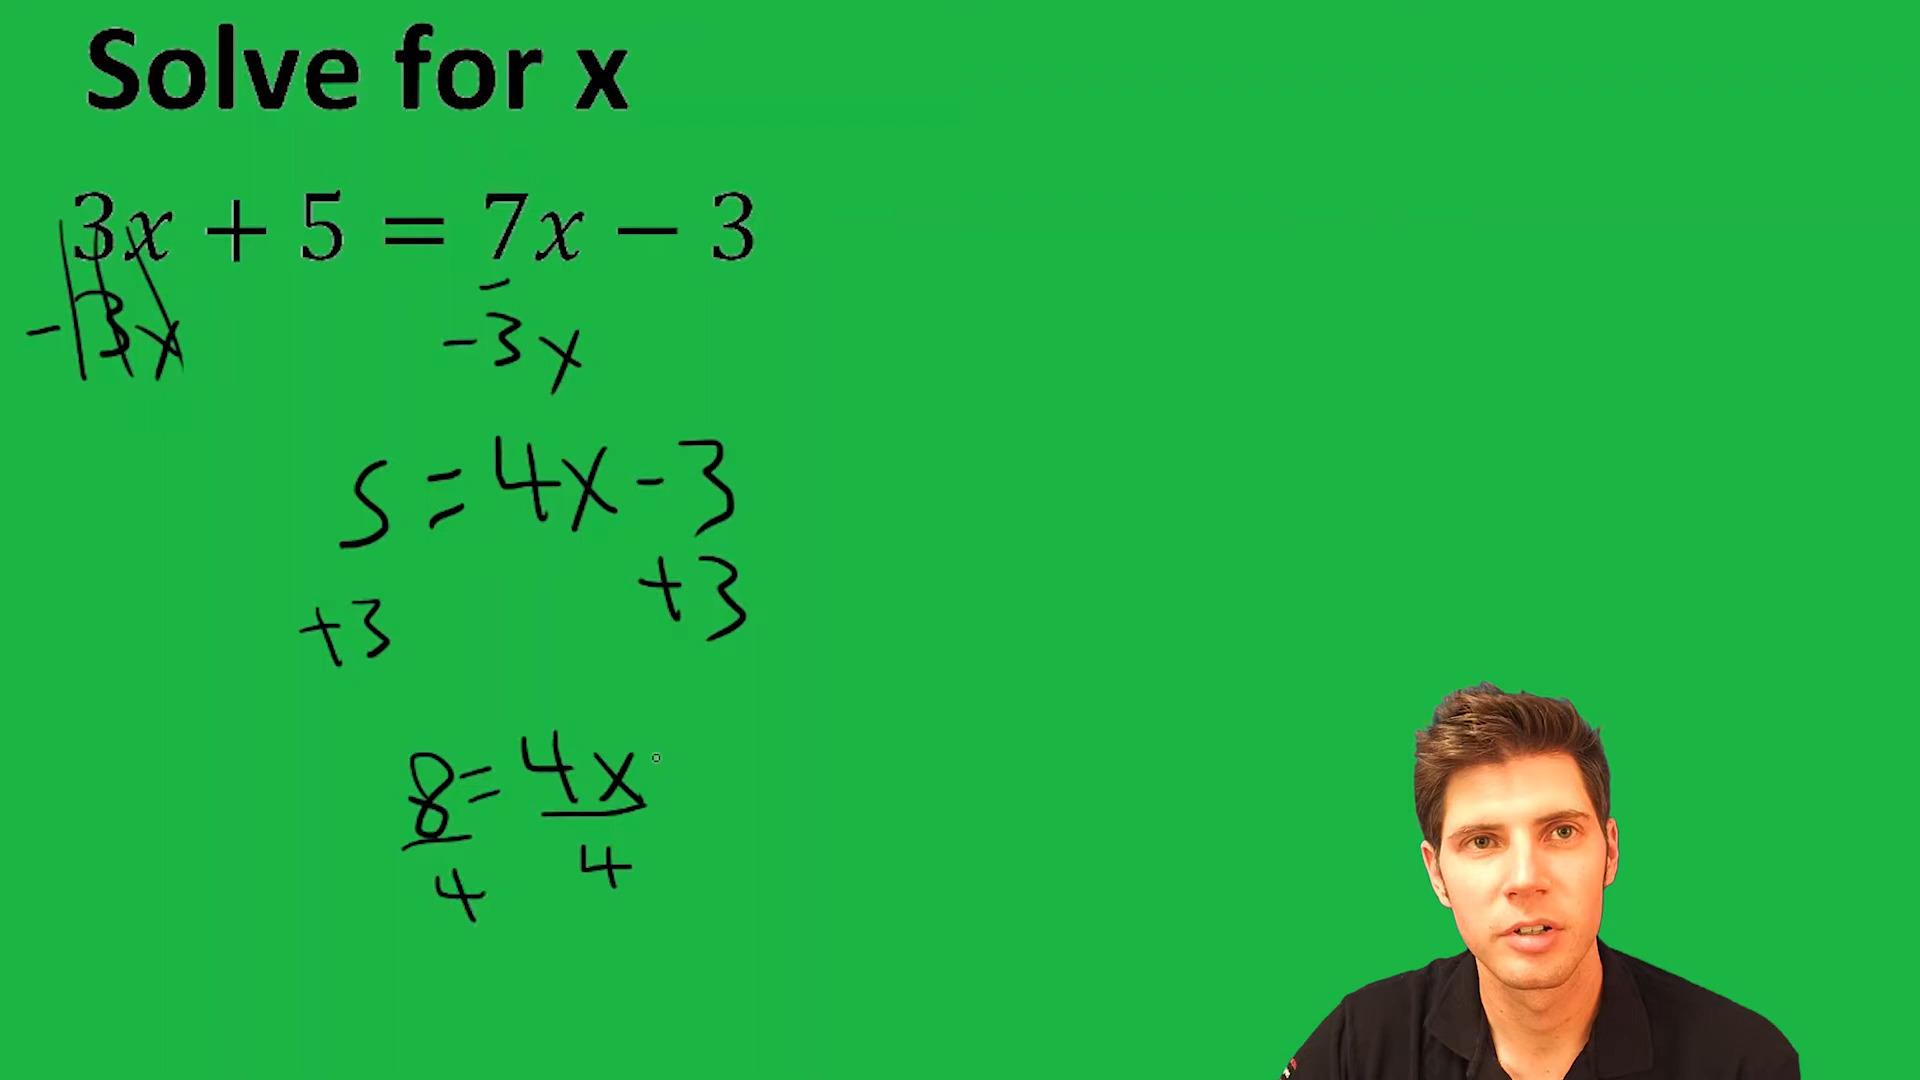 Solve for x
3x + 5 = 7x − 3
-3x -3x
5 = 4x - 3
+3 +3
8 = 4x
4 4